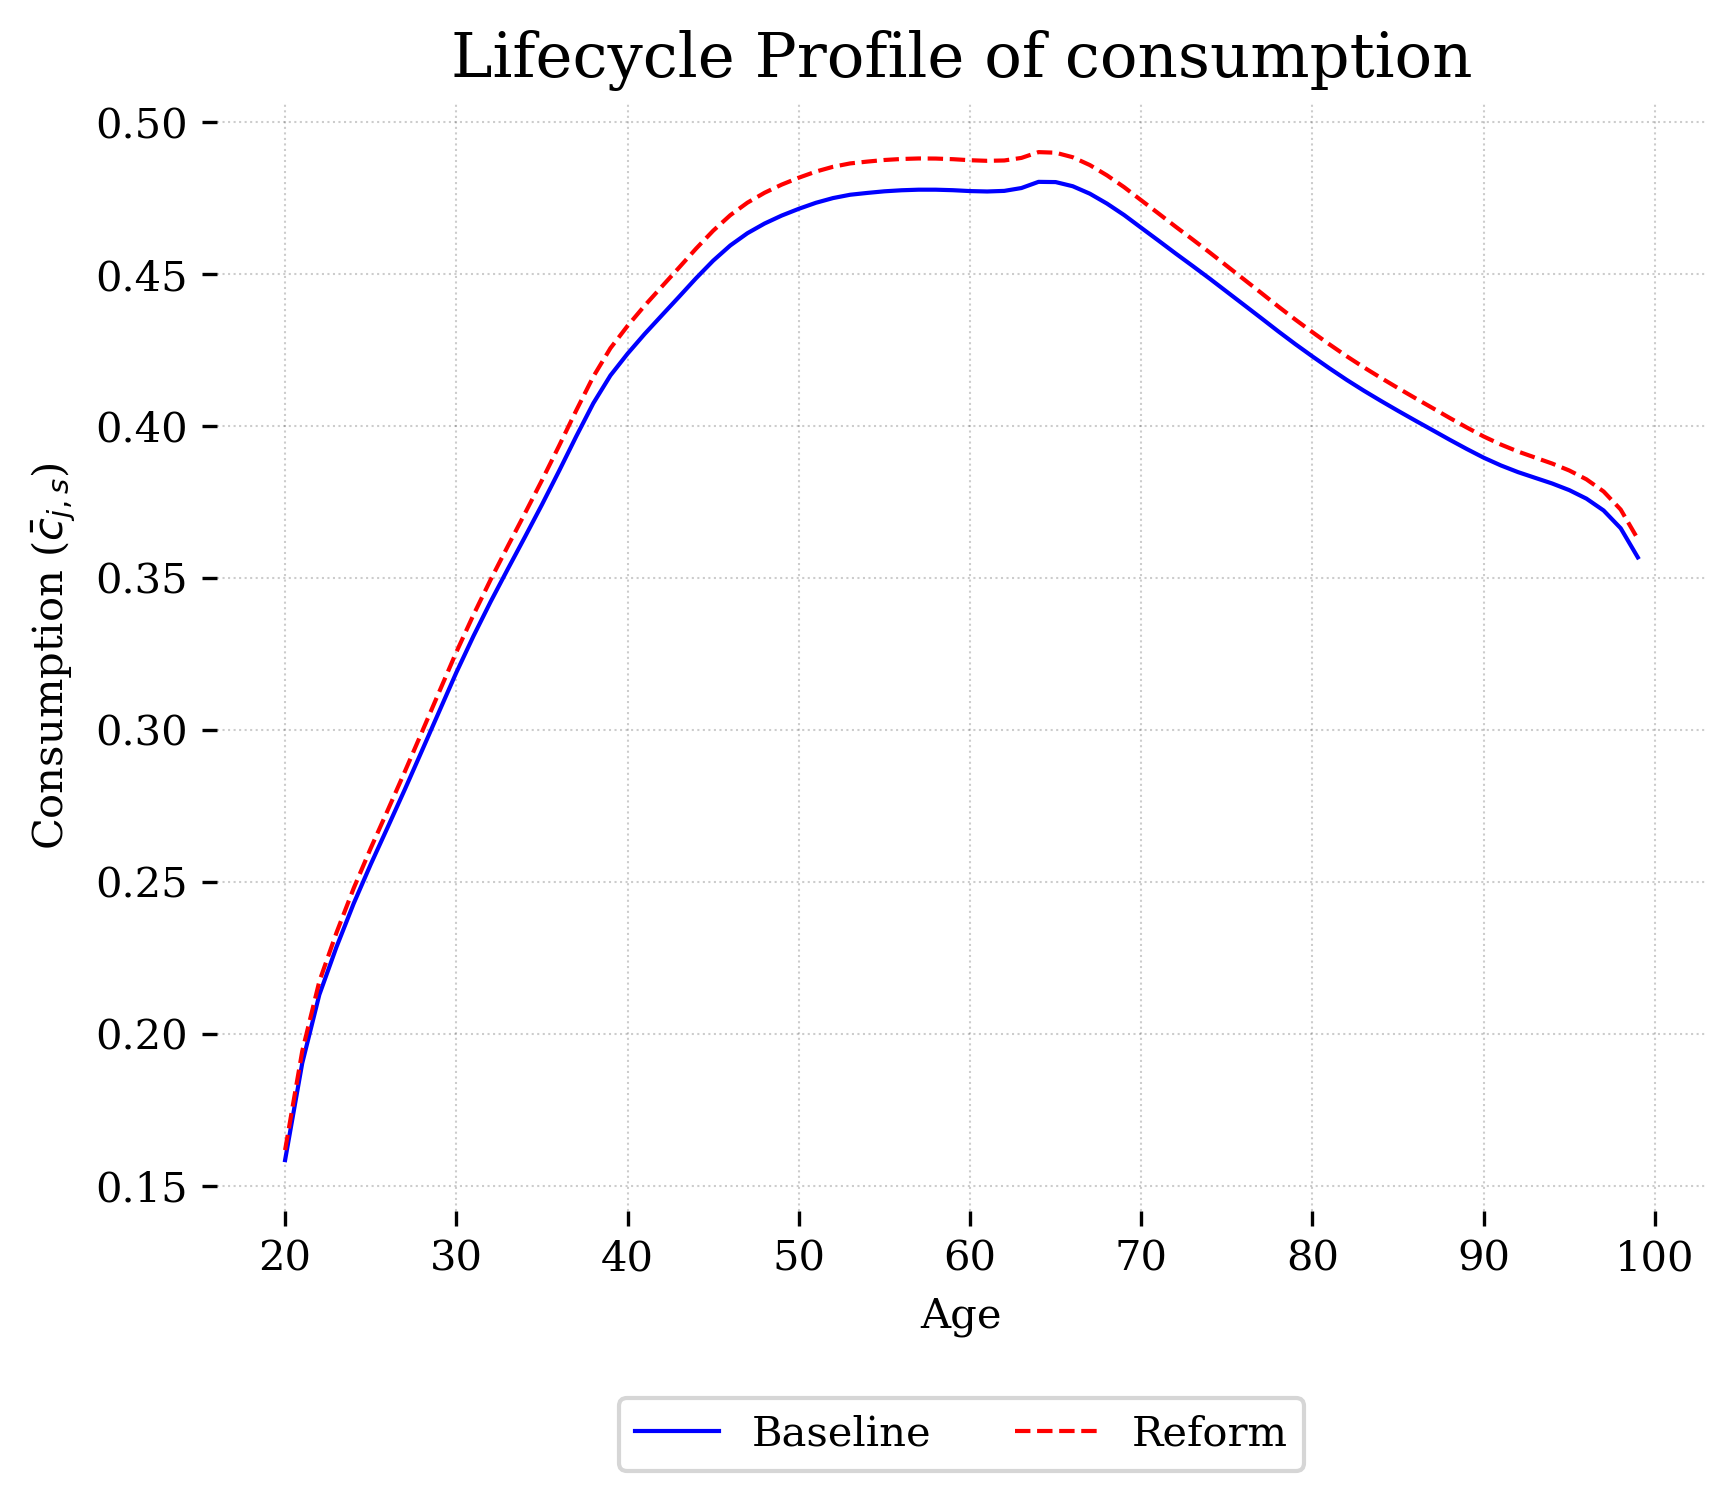 Lifecycle Profile of consumption
0.50
0.45
0.40
0.35
0.30
0.25
0.20
0.15
Consumption (c̄_{j,s})
20 30 40 50 60 70 80 90 100
Age
Baseline Reform